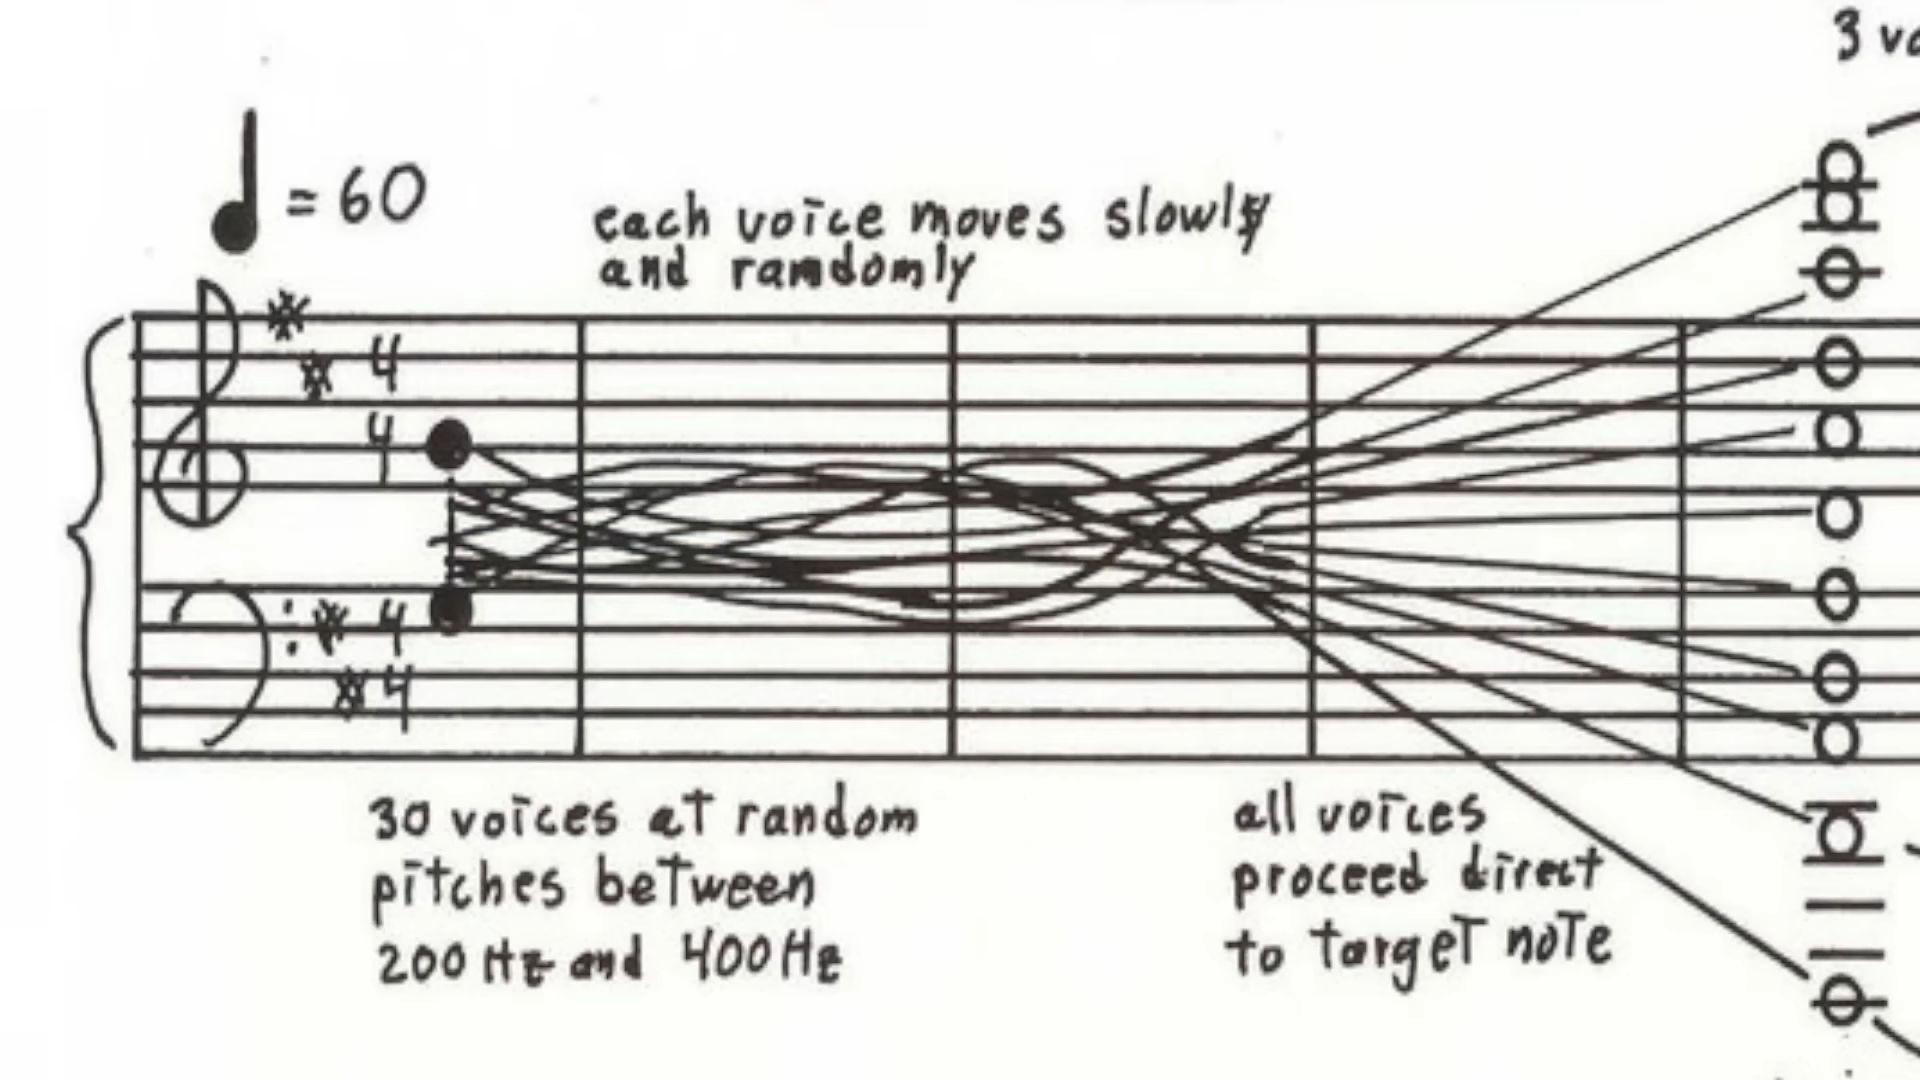 3 vo
= 60
each voice moves slowly
and ramdomly
4
4
4
4
30 voices at random
pitches between
200 Hz and 400 Hz
all voices
proceed direct
to target note